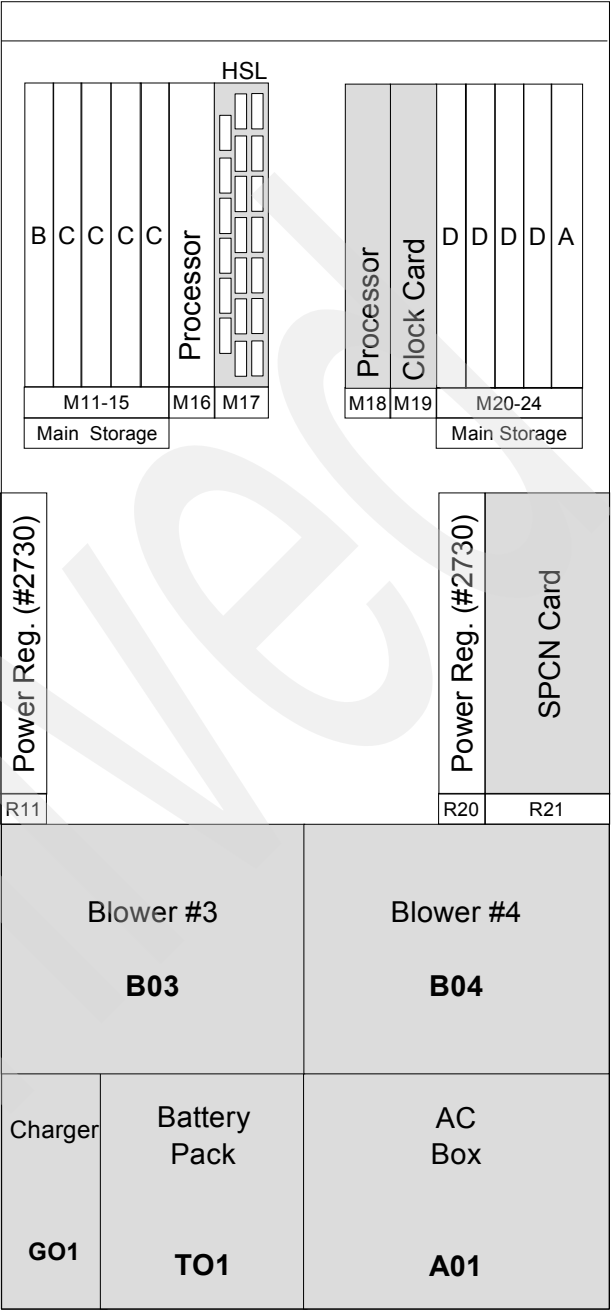 HSL
B C C C C
Processor
Processor
Clock Card
D D D D A
M11-15 M16 M17
M18 M19 M20-24
Main Storage
Main Storage
Power Reg. (#2730)
Power Reg. (#2730)
SPCN Card
R11
R20
R21
Blower #3
B03
Blower #4
B04
Charger
GO1
Battery
Pack
TO1
AC
Box
A01